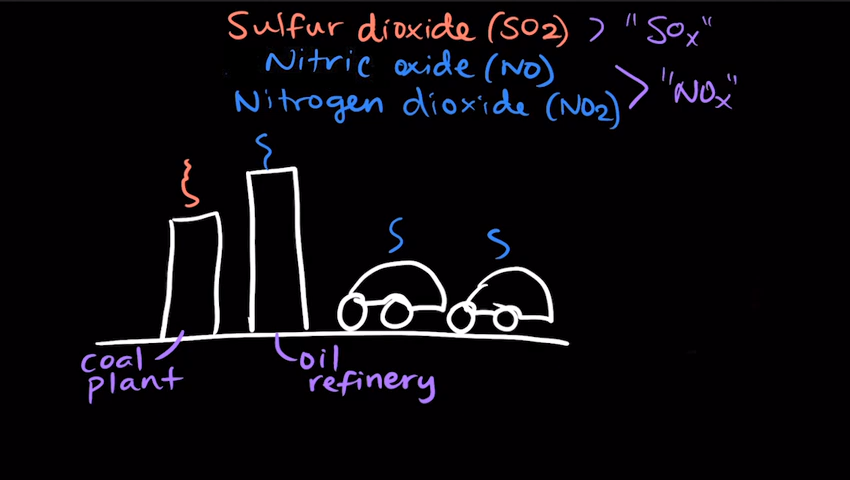 Sulfur dioxide (SO2) > "SOx"
Nitric oxide (NO)
Nitrogen dioxide (NO2) > "NOx"
coal plant
oil refinery